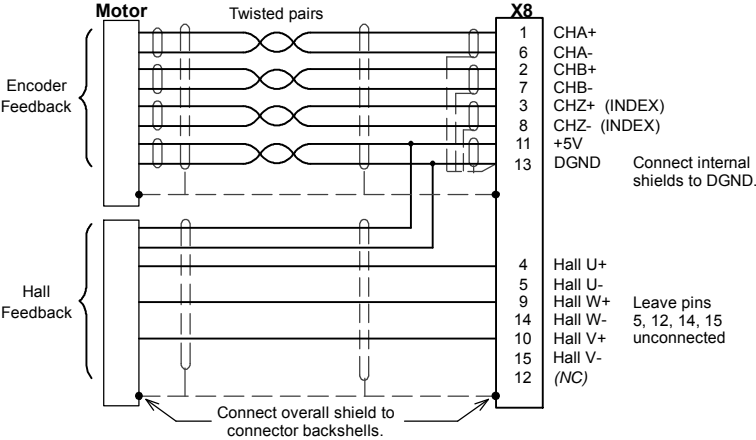 Motor
Twisted pairs
X8
Encoder
Feedback
1 CHA+
6 CHA-
2 CHB+
7 CHB-
3 CHZ+ (INDEX)
8 CHZ- (INDEX)
11 +5V
13 DGND
Connect internal
shields to DGND.
Hall
Feedback
4 Hall U+
5 Hall U-
9 Hall W+
14 Hall W-
10 Hall V+
15 Hall V-
12 (NC)
Leave pins
5, 12, 14, 15
unconnected
Connect overall shield to
connector backshells.